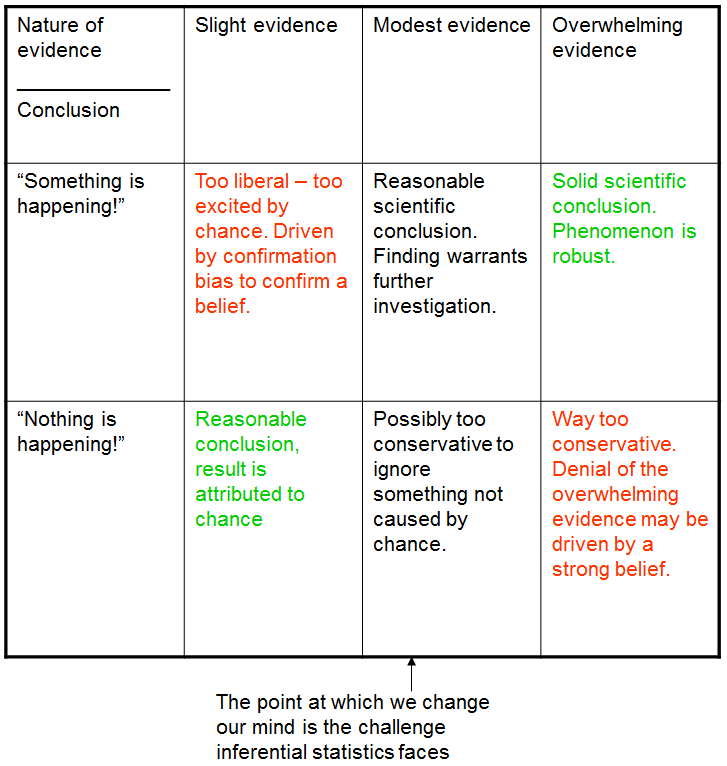 Nature of
evidence
Conclusion
Slight evidence
Modest evidence
Overwhelming
evidence
“Something is
happening!”
Too liberal – too
excited by
chance. Driven
by confirmation
bias to confirm a
belief.
Reasonable
scientific
conclusion.
Finding warrants
further
investigation.
Solid scientific
conclusion.
Phenomenon is
robust.
“Nothing is
happening!”
Reasonable
conclusion,
result is
attributed to
chance
Possibly too
conservative to
ignore
something not
caused by
chance.
Way too
conservative.
Denial of the
overwhelming
evidence may be
driven by a
strong belief.
The point at which we change
our mind is the challenge
inferential statistics faces